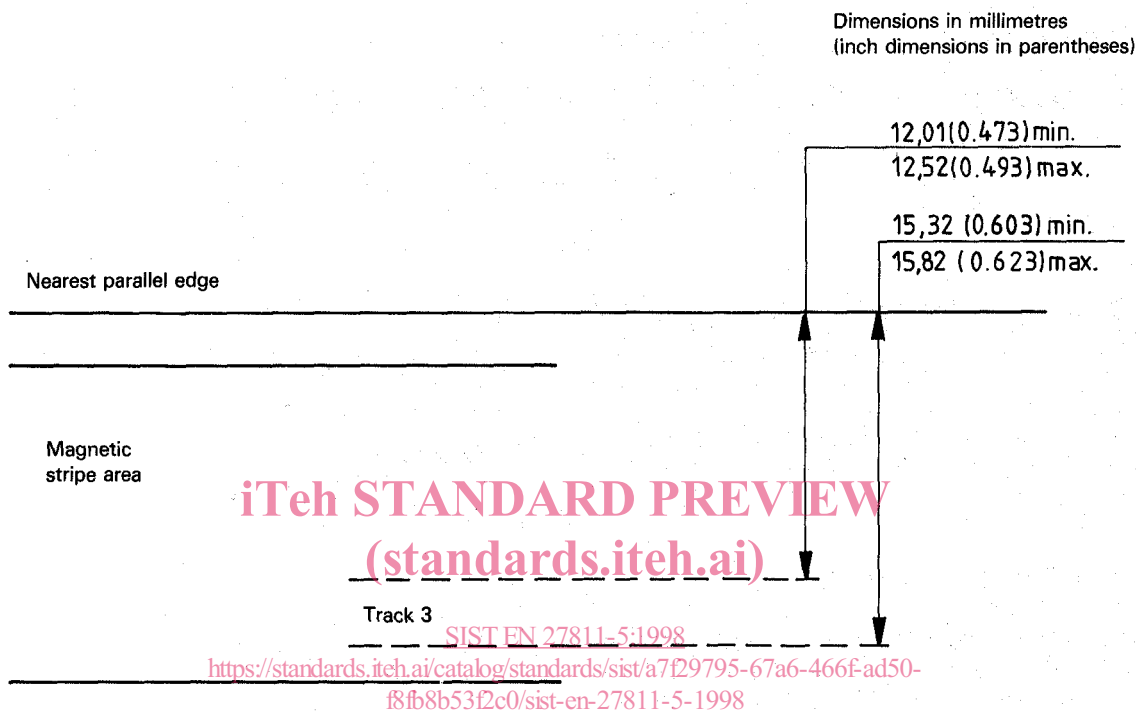 Dimensions in millimetres
(inch dimensions in parentheses)
12,01(0.473)min.
12,52(0.493)max.
15,32 (0.603) min.
15,82 (0.623)max.
Nearest parallel edge
Magnetic
stripe area
iTeh STANDARD PREVIEW
(standards.iteh.ai)
Track 3
SIST EN 27811-5:1998
https://standards.iteh.ai/catalog/standards/sist/a7f29795-67a6-466f-ad50-
f8fb8b53f2c0/sist-en-27811-5-1998